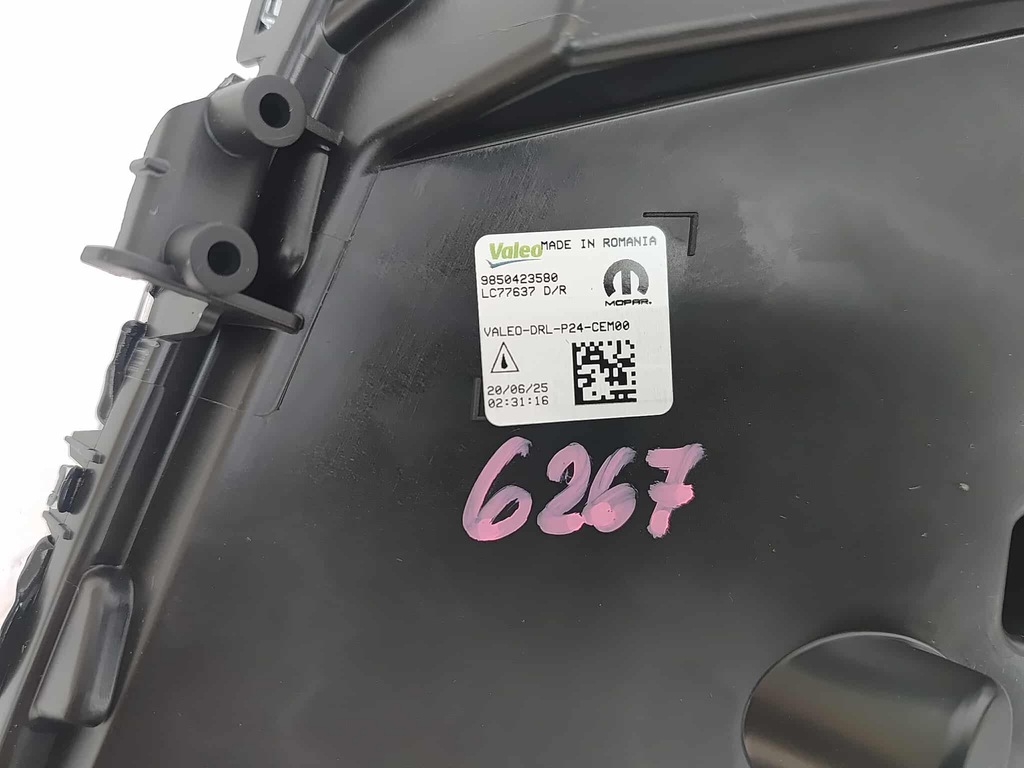 Valeo MADE IN ROMANIA
9850423580
LC77637 D/R
MOPAR.
VALEO-DRL-P24-CEM00
20/06/25
02:31:16
6267